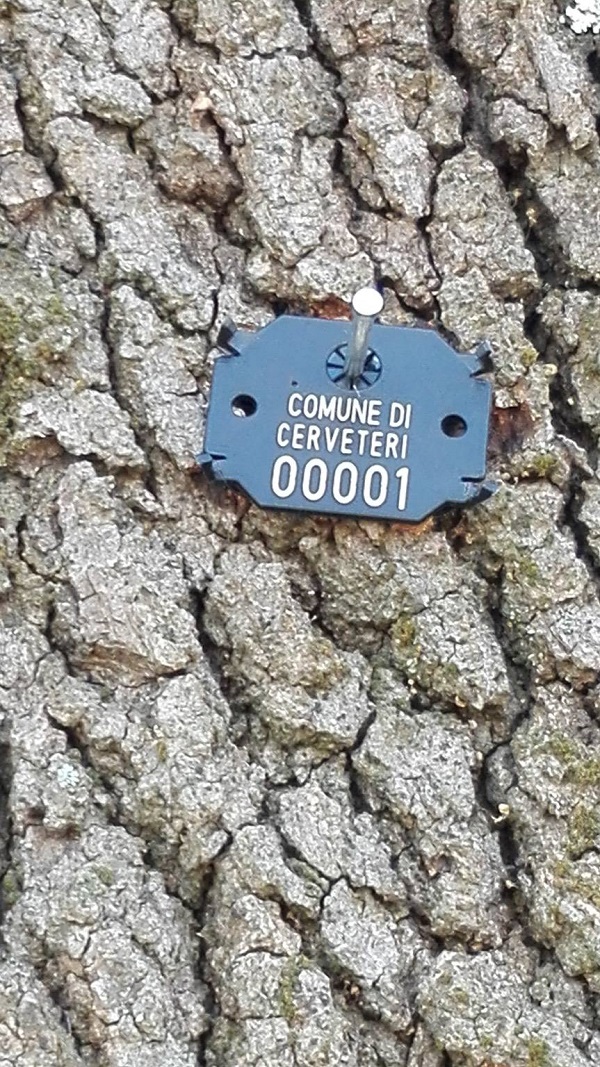 COMUNE DI
CERVETERI
00001